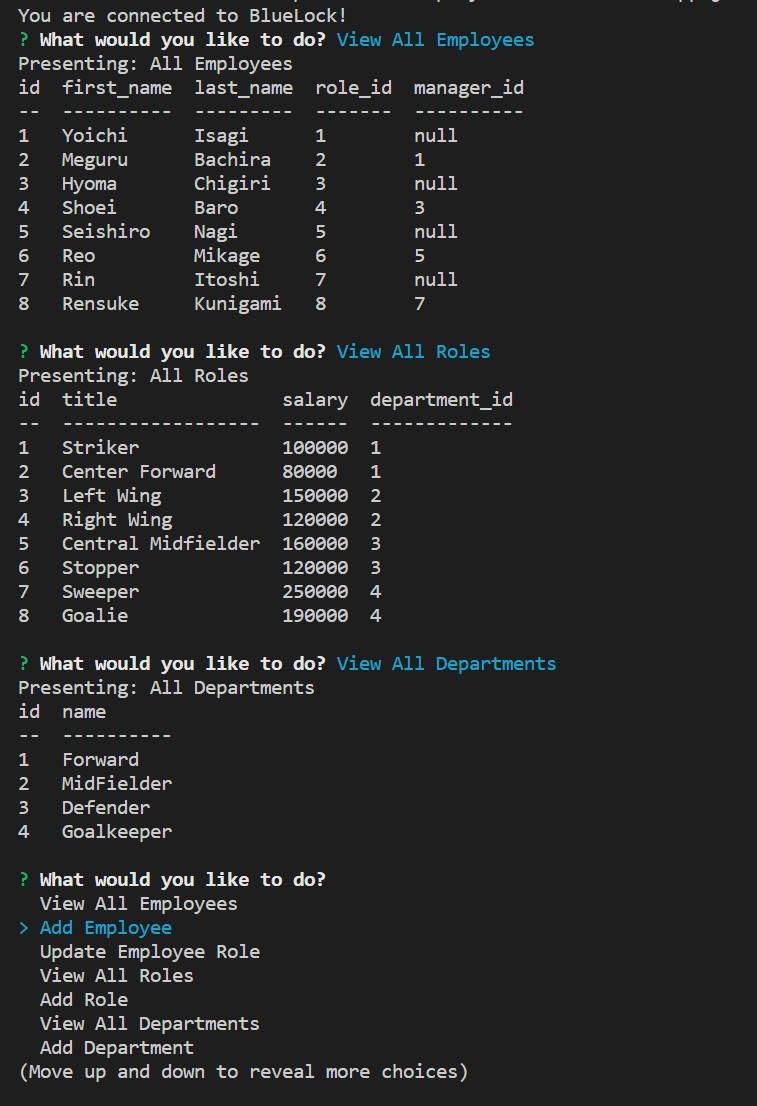 You are connected to BlueLock!
? What would you like to do? View All Employees
Presenting: All Employees
id  first_name  last_name  role_id  manager_id
--  ----------  ---------  -------  ----------
1   Yoichi      Isagi      1        null
2   Meguru      Bachira    2        1
3   Hyoma       Chigiri    3        null
4   Shoei       Baro       4        3
5   Seishiro    Nagi       5        null
6   Reo         Mikage     6        5
7   Rin         Itoshi     7        null
8   Rensuke     Kunigami   8        7

? What would you like to do? View All Roles
Presenting: All Roles
id  title               salary  department_id
--  ------------------  ------  -------------
1   Striker             100000  1
2   Center Forward      80000   1
3   Left Wing           150000  2
4   Right Wing          120000  2
5   Central Midfielder  160000  3
6   Stopper             120000  3
7   Sweeper             250000  4
8   Goalie              190000  4

? What would you like to do? View All Departments
Presenting: All Departments
id  name
--  ----------
1   Forward
2   MidFielder
3   Defender
4   Goalkeeper

? What would you like to do?
  View All Employees
> Add Employee
  Update Employee Role
  View All Roles
  Add Role
  View All Departments
  Add Department
(Move up and down to reveal more choices)